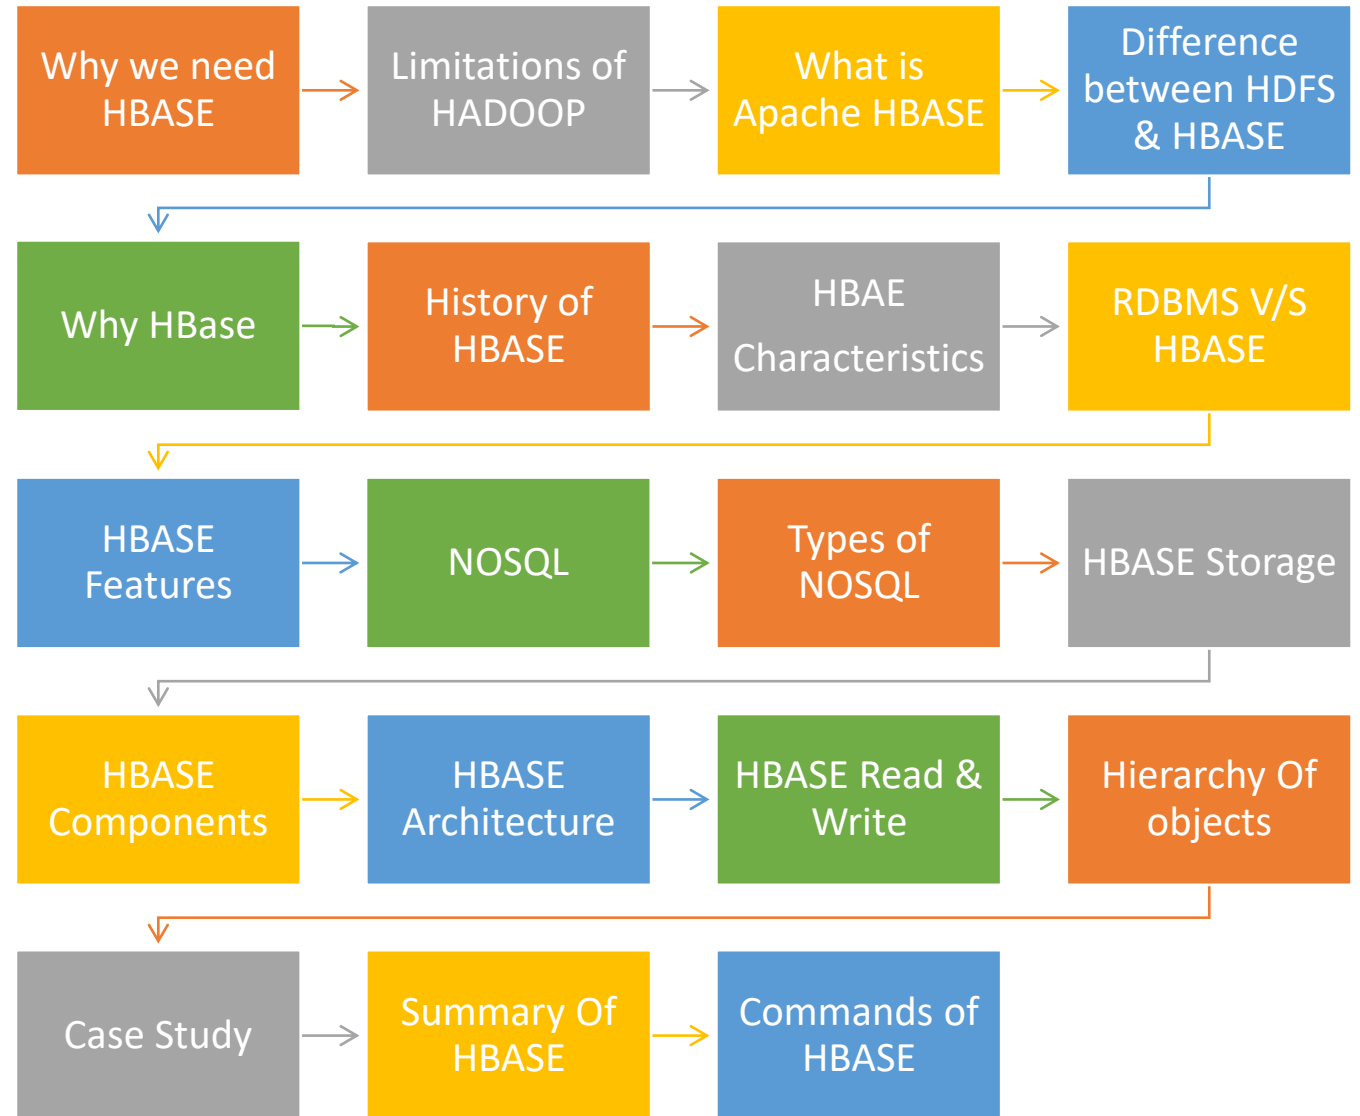 Why we need
HBASE
Limitations of
HADOOP
What is
Apache HBASE
Difference
between HDFS
& HBASE
Why HBase
History of
HBASE
HBAE
Characteristics
RDBMS V/S
HBASE
HBASE
Features
NOSQL
Types of
NOSQL
HBASE Storage
HBASE
Components
HBASE
Architecture
HBASE Read &
Write
Hierarchy Of
objects
Case Study
Summary Of
HBASE
Commands of
HBASE